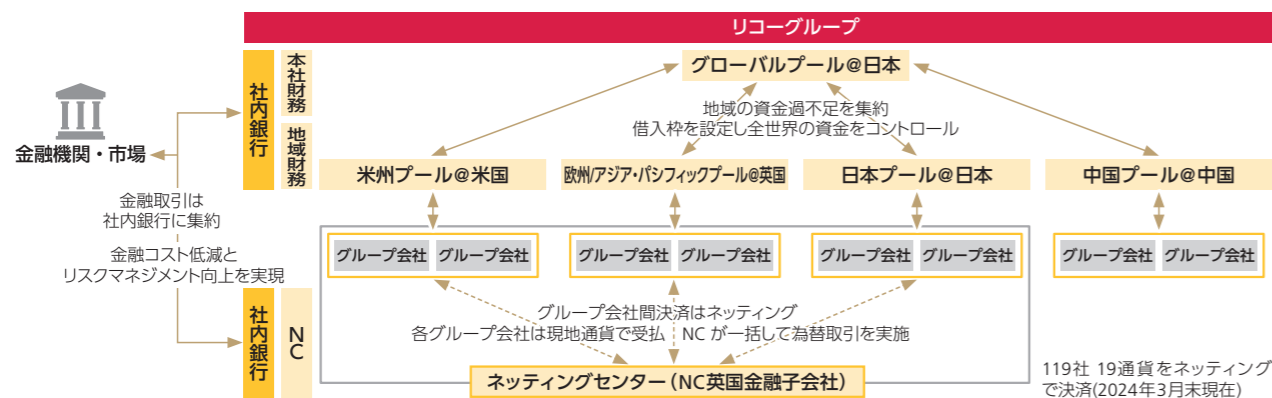 リコーグループ
金融機関・市場
金融取引は
社内銀行に集約
金融コスト低減と
リスクマネジメント向上を実現
社内銀行
本社財務
地域財務
グローバルプール@日本
地域の資金過不足を集約
借入枠を設定し全世界の資金をコントロール
米州プール@米国
欧州/アジア・パシフィックプール@英国
日本プール@日本
中国プール@中国
グループ会社 グループ会社
グループ会社 グループ会社
グループ会社 グループ会社
グループ会社 グループ会社
グループ会社間決済はネッティング
各グループ会社は現地通貨で受払 NCが一括して為替取引を実施
社内銀行
NC
ネッティングセンター(NC英国金融子会社)
119社 19通貨をネッティング
で決済(2024年3月末現在)